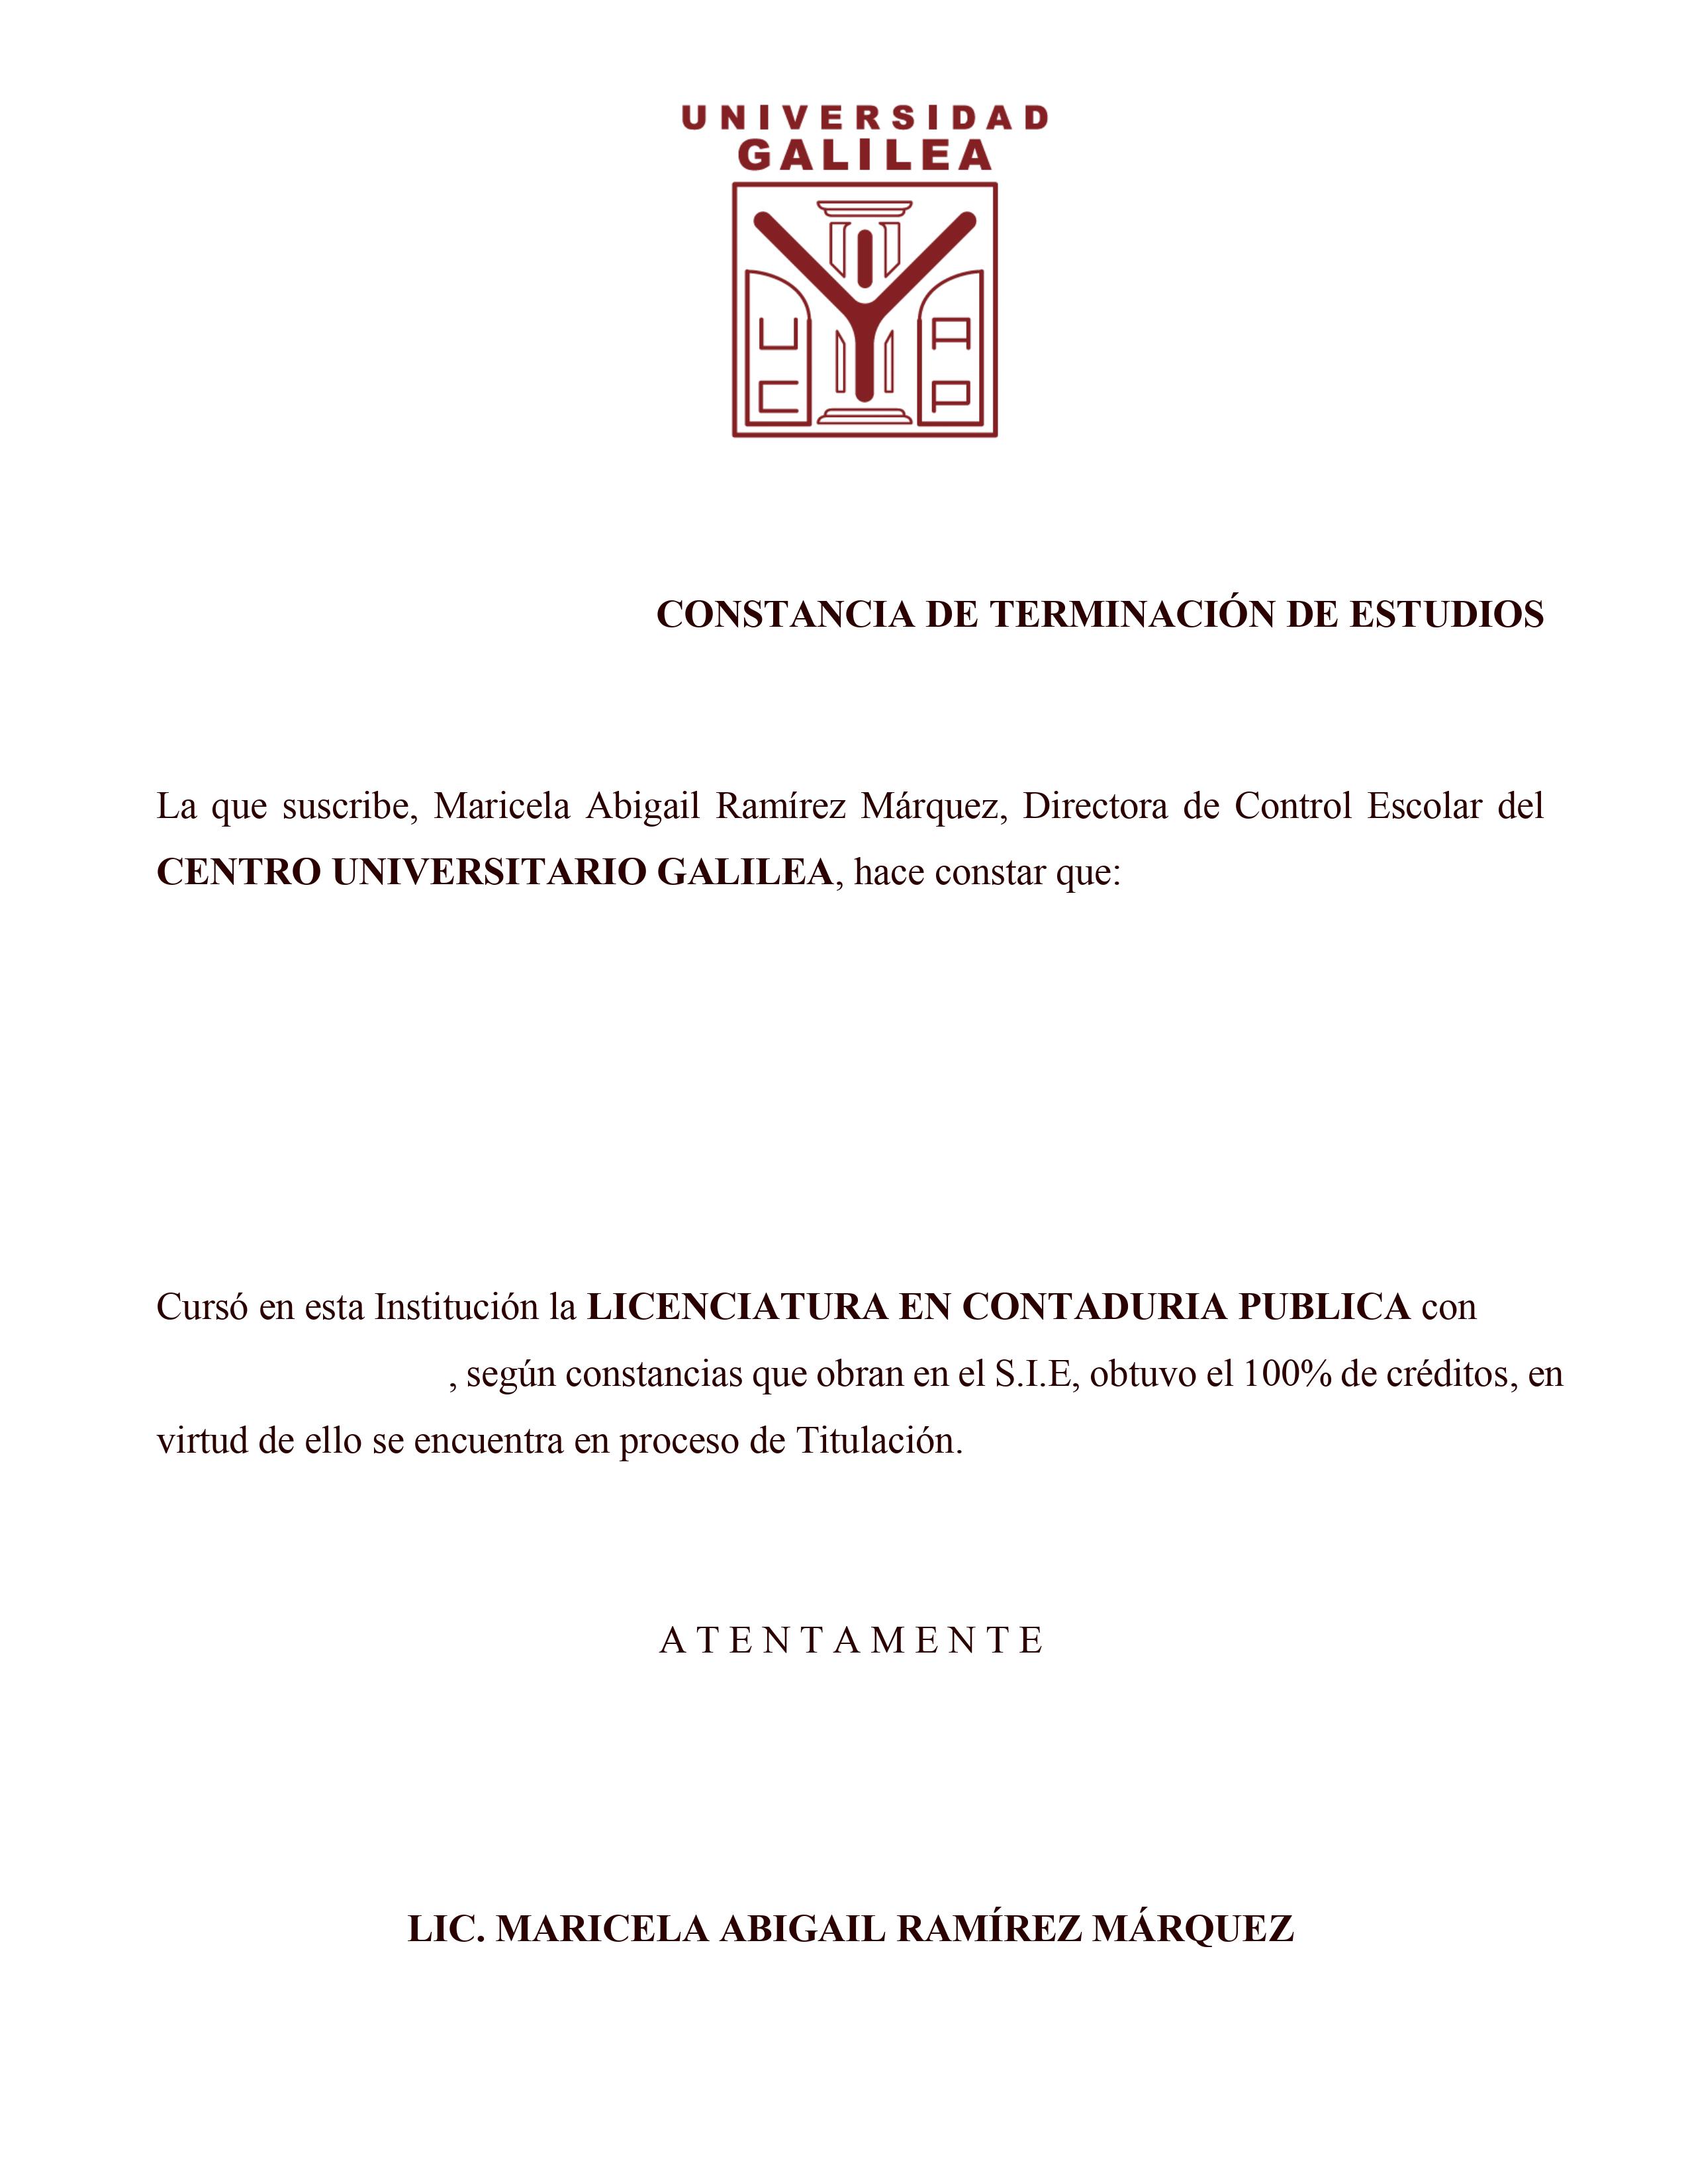 UNIVERSIDAD
GALILEA
U
C
A
P
CONSTANCIA DE TERMINACIÓN DE ESTUDIOS
La que suscribe, Maricela Abigail Ramírez Márquez, Directora de Control Escolar del
CENTRO UNIVERSITARIO GALILEA, hace constar que:
Cursó en esta Institución la LICENCIATURA EN CONTADURIA PUBLICA con
, según constancias que obran en el S.I.E, obtuvo el 100% de créditos, en
virtud de ello se encuentra en proceso de Titulación.
A T E N T A M E N T E
LIC. MARICELA ABIGAIL RAMÍREZ MÁRQUEZ